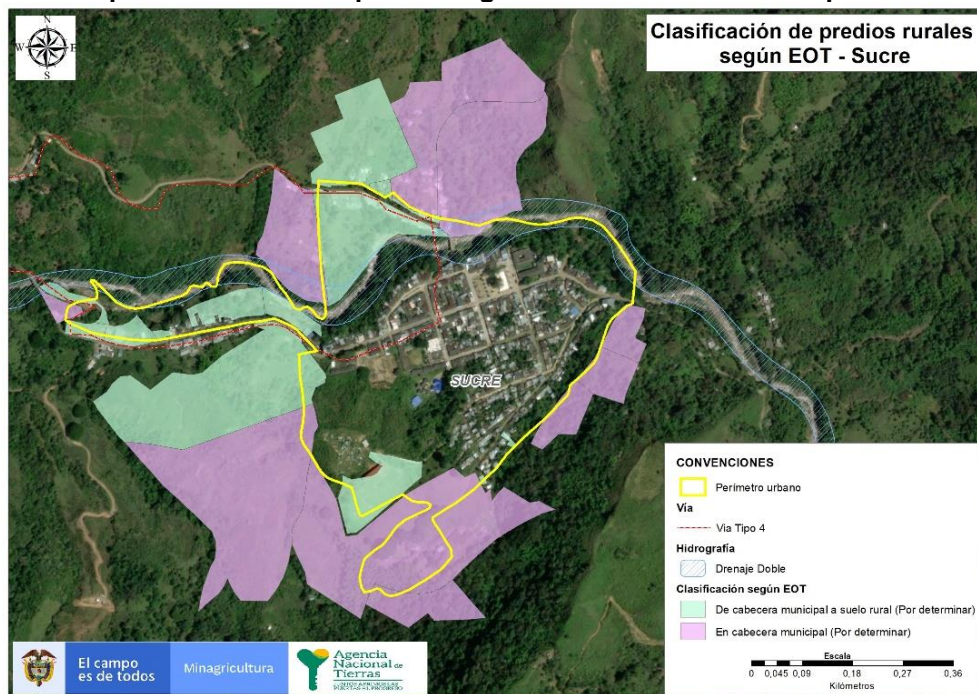 Clasificación de predios rurales
según EOT - Sucre
N
W
E
S
SUCRE
CONVENCIONES
Perímetro urbano
Vía
Via Tipo 4
Hidrografía
Drenaje Doble
Clasificación según EOT
De cabecera municipal a suelo rural (Por determinar)
En cabecera municipal (Por determinar)
Escala
0 0,045 0,09 0,18 0,27 0,36
Kilómetros
El campo
es de todos
Minagricultura
Agencia
Nacional de
Tierras